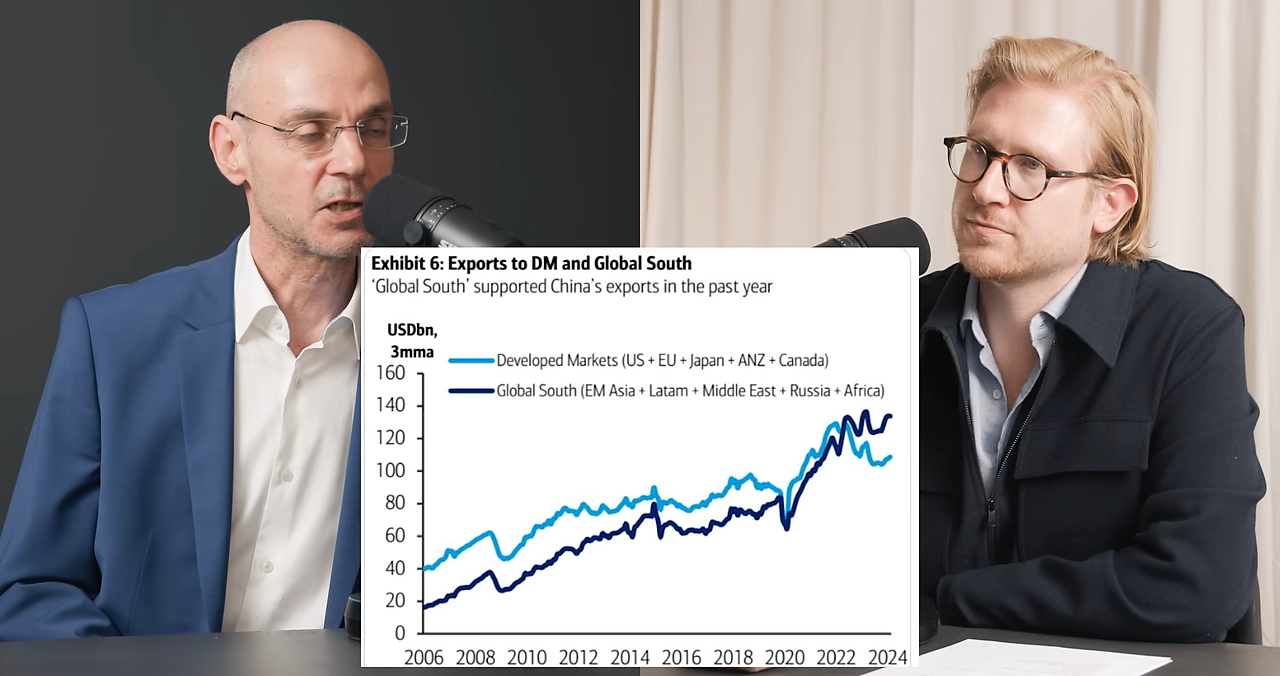 Exhibit 6: Exports to DM and Global South
‘Global South’ supported China’s exports in the past year
USDbn,
3mma
Developed Markets (US + EU + Japan + ANZ + Canada)
Global South (EM Asia + Latam + Middle East + Russia + Africa)
160
140
120
100
80
60
40
20
0
2006 2008 2010 2012 2014 2016 2018 2020 2022 2024